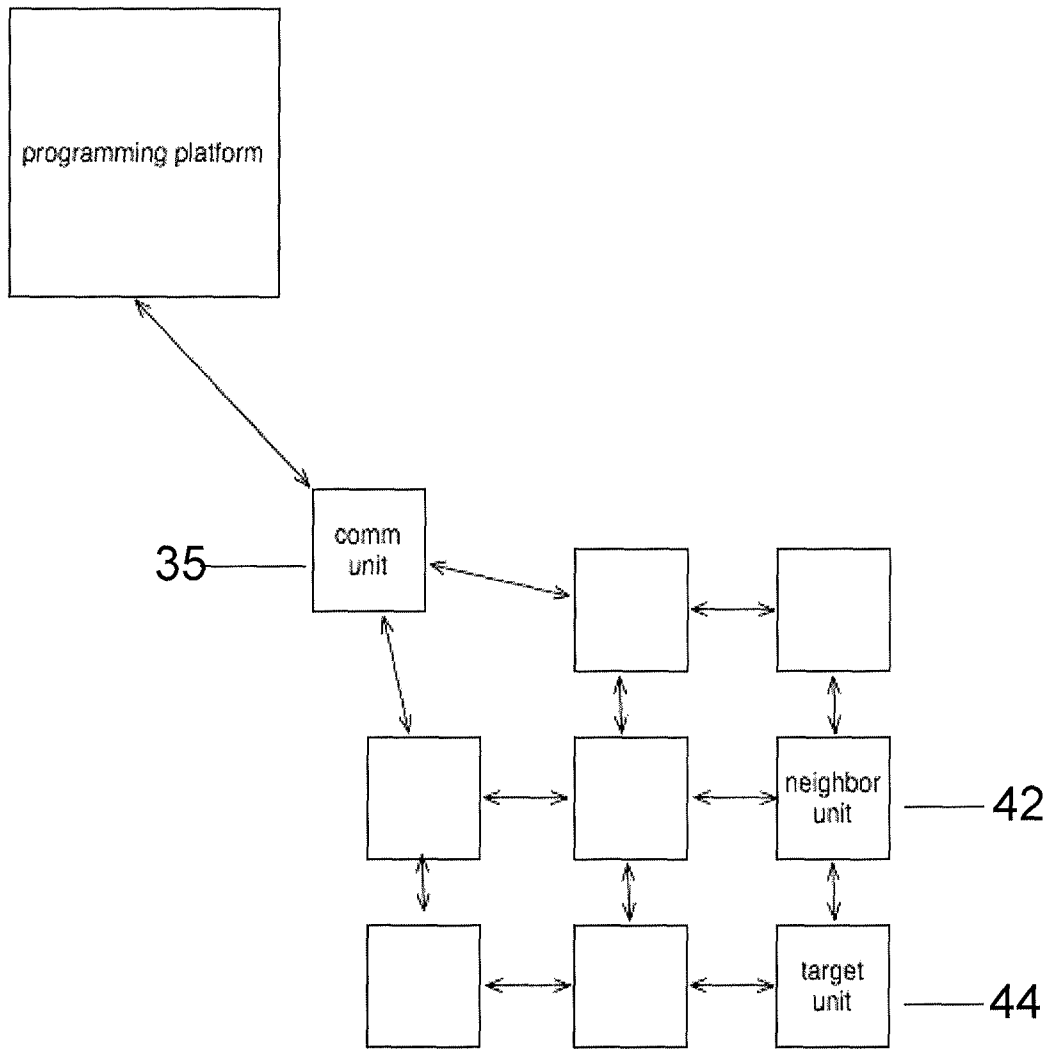 programming platform
comm
unit
35
neighbor
unit
42
target
unit
44